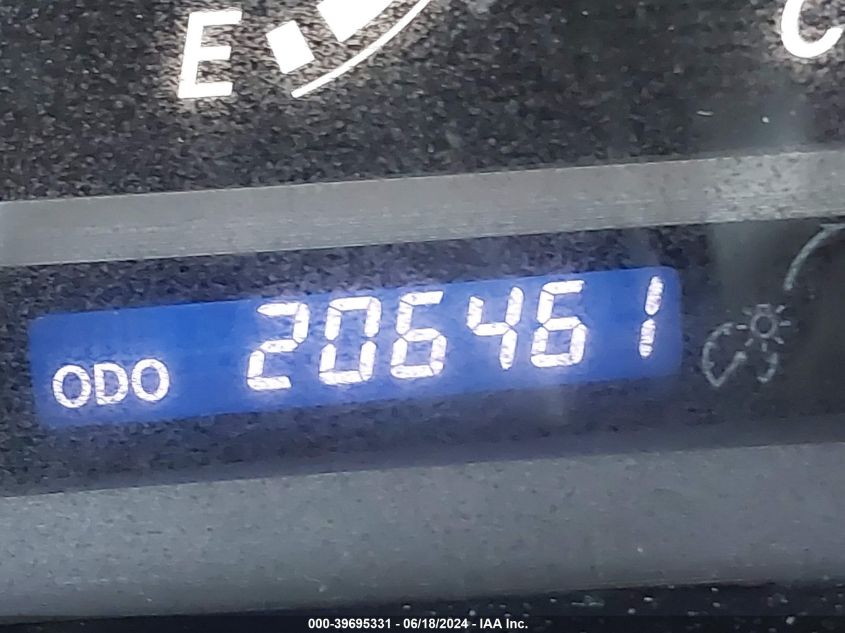 E
C
ODO 206461
000-39695331 - 06/18/2024 - IAA Inc.